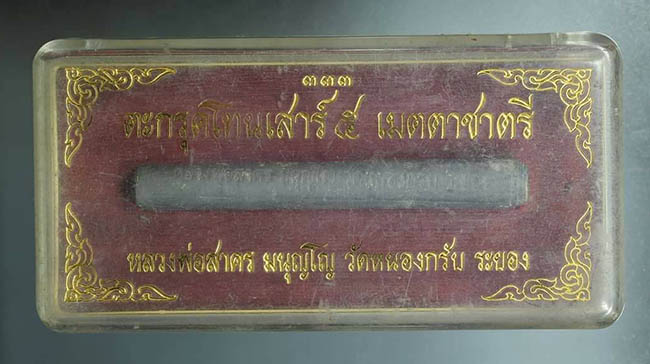 ๓๓๓
ตะกรุดโทนเสาร์ ๕ เมตตาชาตรี
หลวงพ่อสาคร มนุญโญ วัดหนองกรับ ระยอง